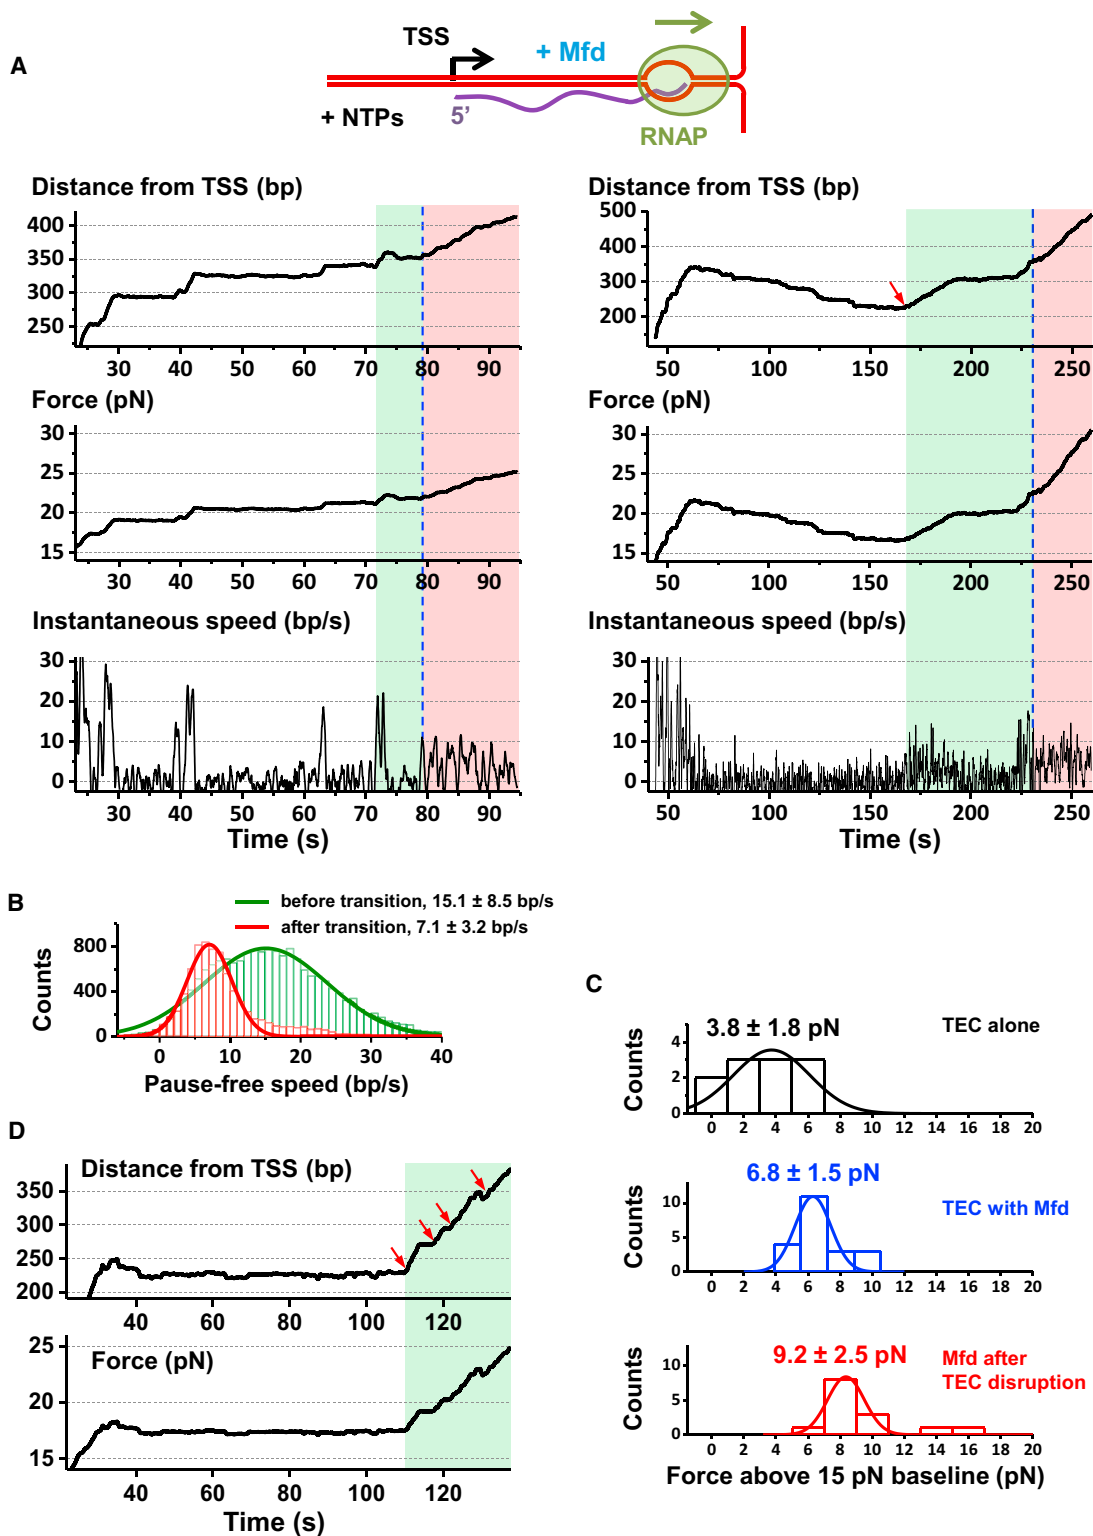 A
TSS
+ Mfd
+ NTPs
5'
RNAP
Distance from TSS (bp)
400
350
300
250
30 40 50 60 70 80 90
Force (pN)
30
25
20
15
30 40 50 60 70 80 90
Instantaneous speed (bp/s)
30
20
10
0
30 40 50 60 70 80 90
Time (s)
Distance from TSS (bp)
500
400
300
200
50 100 150 200 250
Force (pN)
30
25
20
15
50 100 150 200 250
Instantaneous speed (bp/s)
30
20
10
0
50 100 150 200 250
Time (s)
B
before transition, 15.1 ± 8.5 bp/s
after transition, 7.1 ± 3.2 bp/s
Counts
800
400
0
0 10 20 30 40
Pause-free speed (bp/s)
C
3.8 ± 1.8 pN
TEC alone
Counts
4
2
0
0 2 4 6 8 10 12 14 16 18 20
6.8 ± 1.5 pN
TEC with Mfd
Counts
10
5
0
0 2 4 6 8 10 12 14 16 18 20
9.2 ± 2.5 pN
Mfd after
TEC disruption
Counts
10
5
0
0 2 4 6 8 10 12 14 16 18 20
Force above 15 pN baseline (pN)
D
Distance from TSS (bp)
350
300
250
200
40 60 80 100 120
Force (pN)
25
20
15
40 60 80 100 120
Time (s)